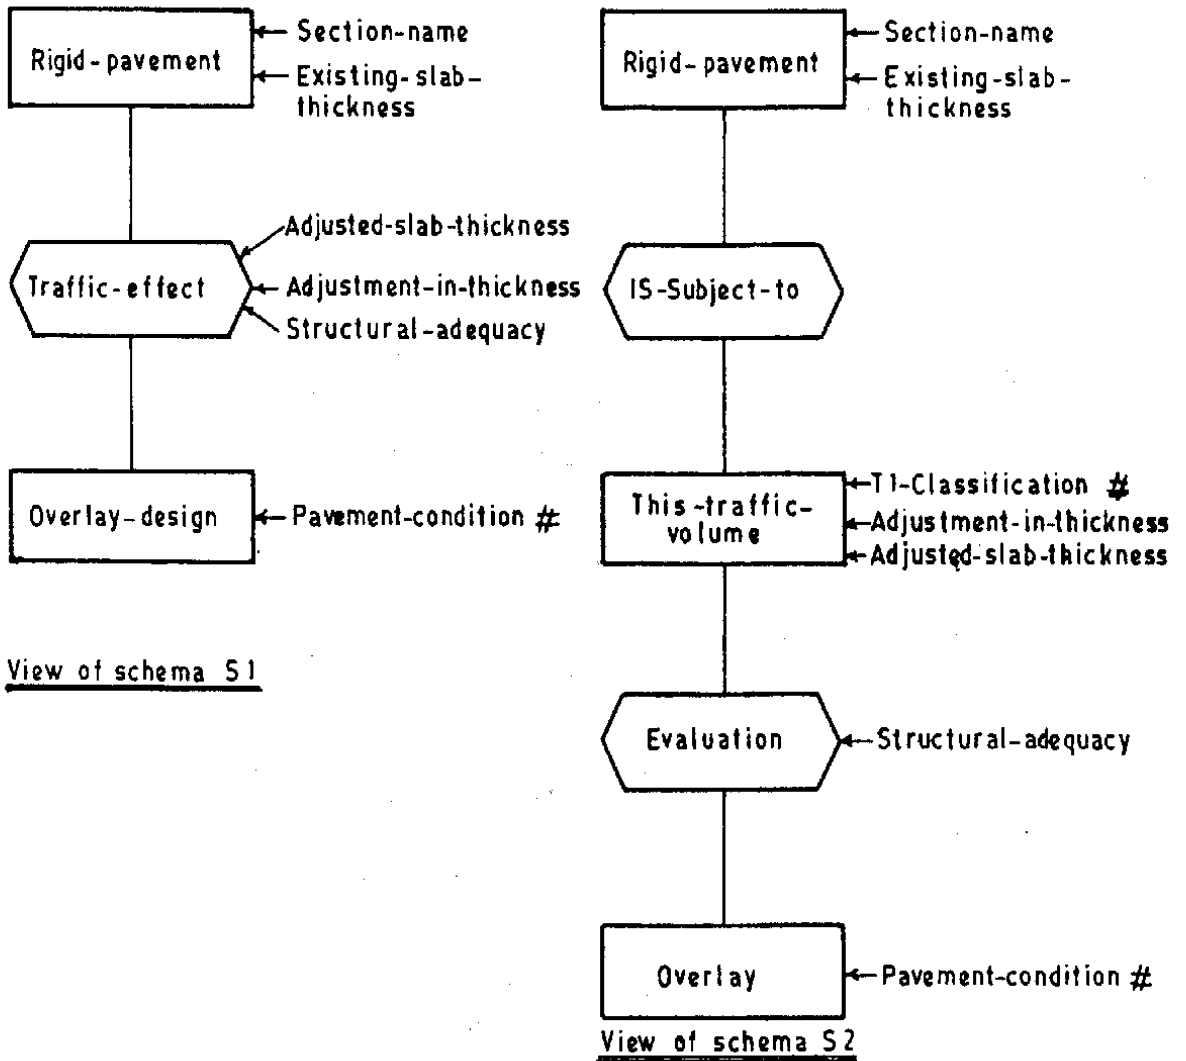 Rigid-pavement
Section-name
Existing-slab-
thickness
Traffic-effect
Adjusted-slab-thickness
Adjustment-in-thickness
Structural-adequacy
Overlay-design
Pavement-condition #
View of schema S1
Rigid-pavement
Section-name
Existing-slab-
thickness
IS-Subject-to
This-traffic-
volume
T1-Classification #
Adjustment-in-thickness
Adjusted-slab-thickness
Evaluation
Structural-adequacy
Overlay
Pavement-condition #
View of schema S2